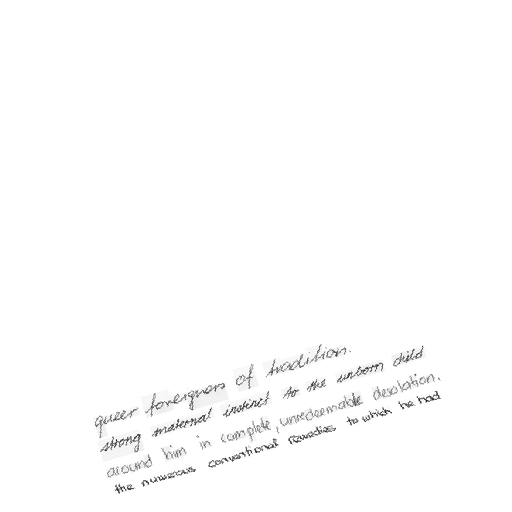 queer foreigners of tradition.
strong maternal instinct to the unborn child
around him in complete, unredeemable desolation,
the numerous conventional remedies to which he had